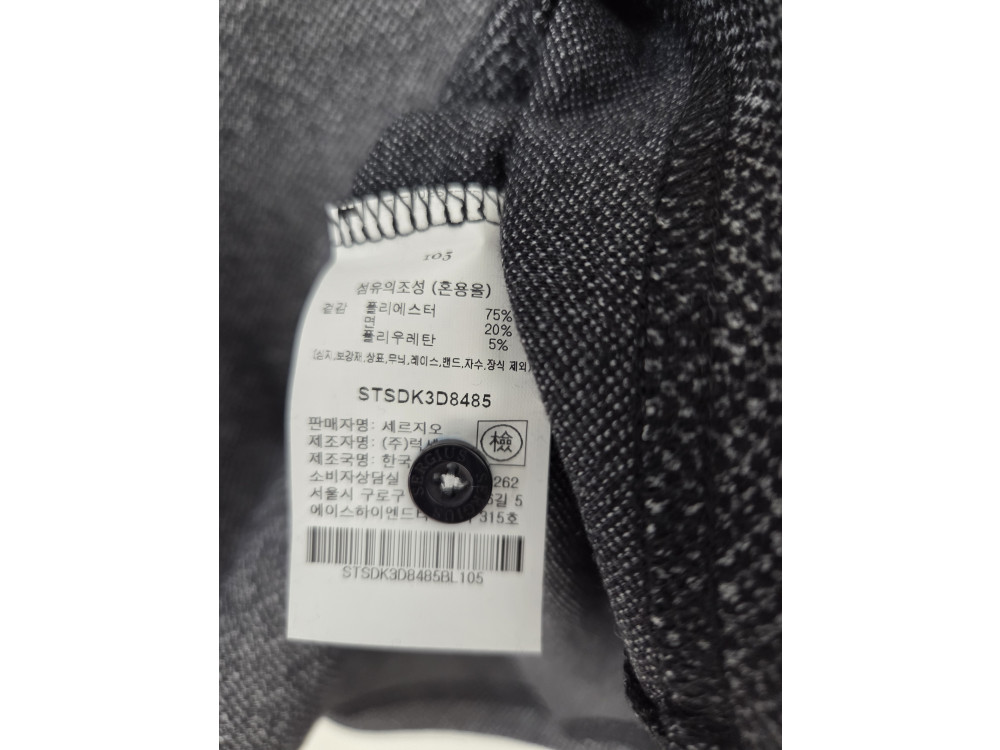 105
섬유의조성 (혼용율)
겉감 폴리에스터 75%
면 20%
폴리우레탄 5%
(심지,보강재,상표,무늬,레이스,밴드,자수,장식 제외)
STSDK3D8485
판매자명: 세르지오
제조자명: (주)럭
檢
제조국명: 한국
소비자상담실 262
서울시 구로구 길 5
에이스하이엔드 315호
STSDK3D8485BL105
SERGIUS